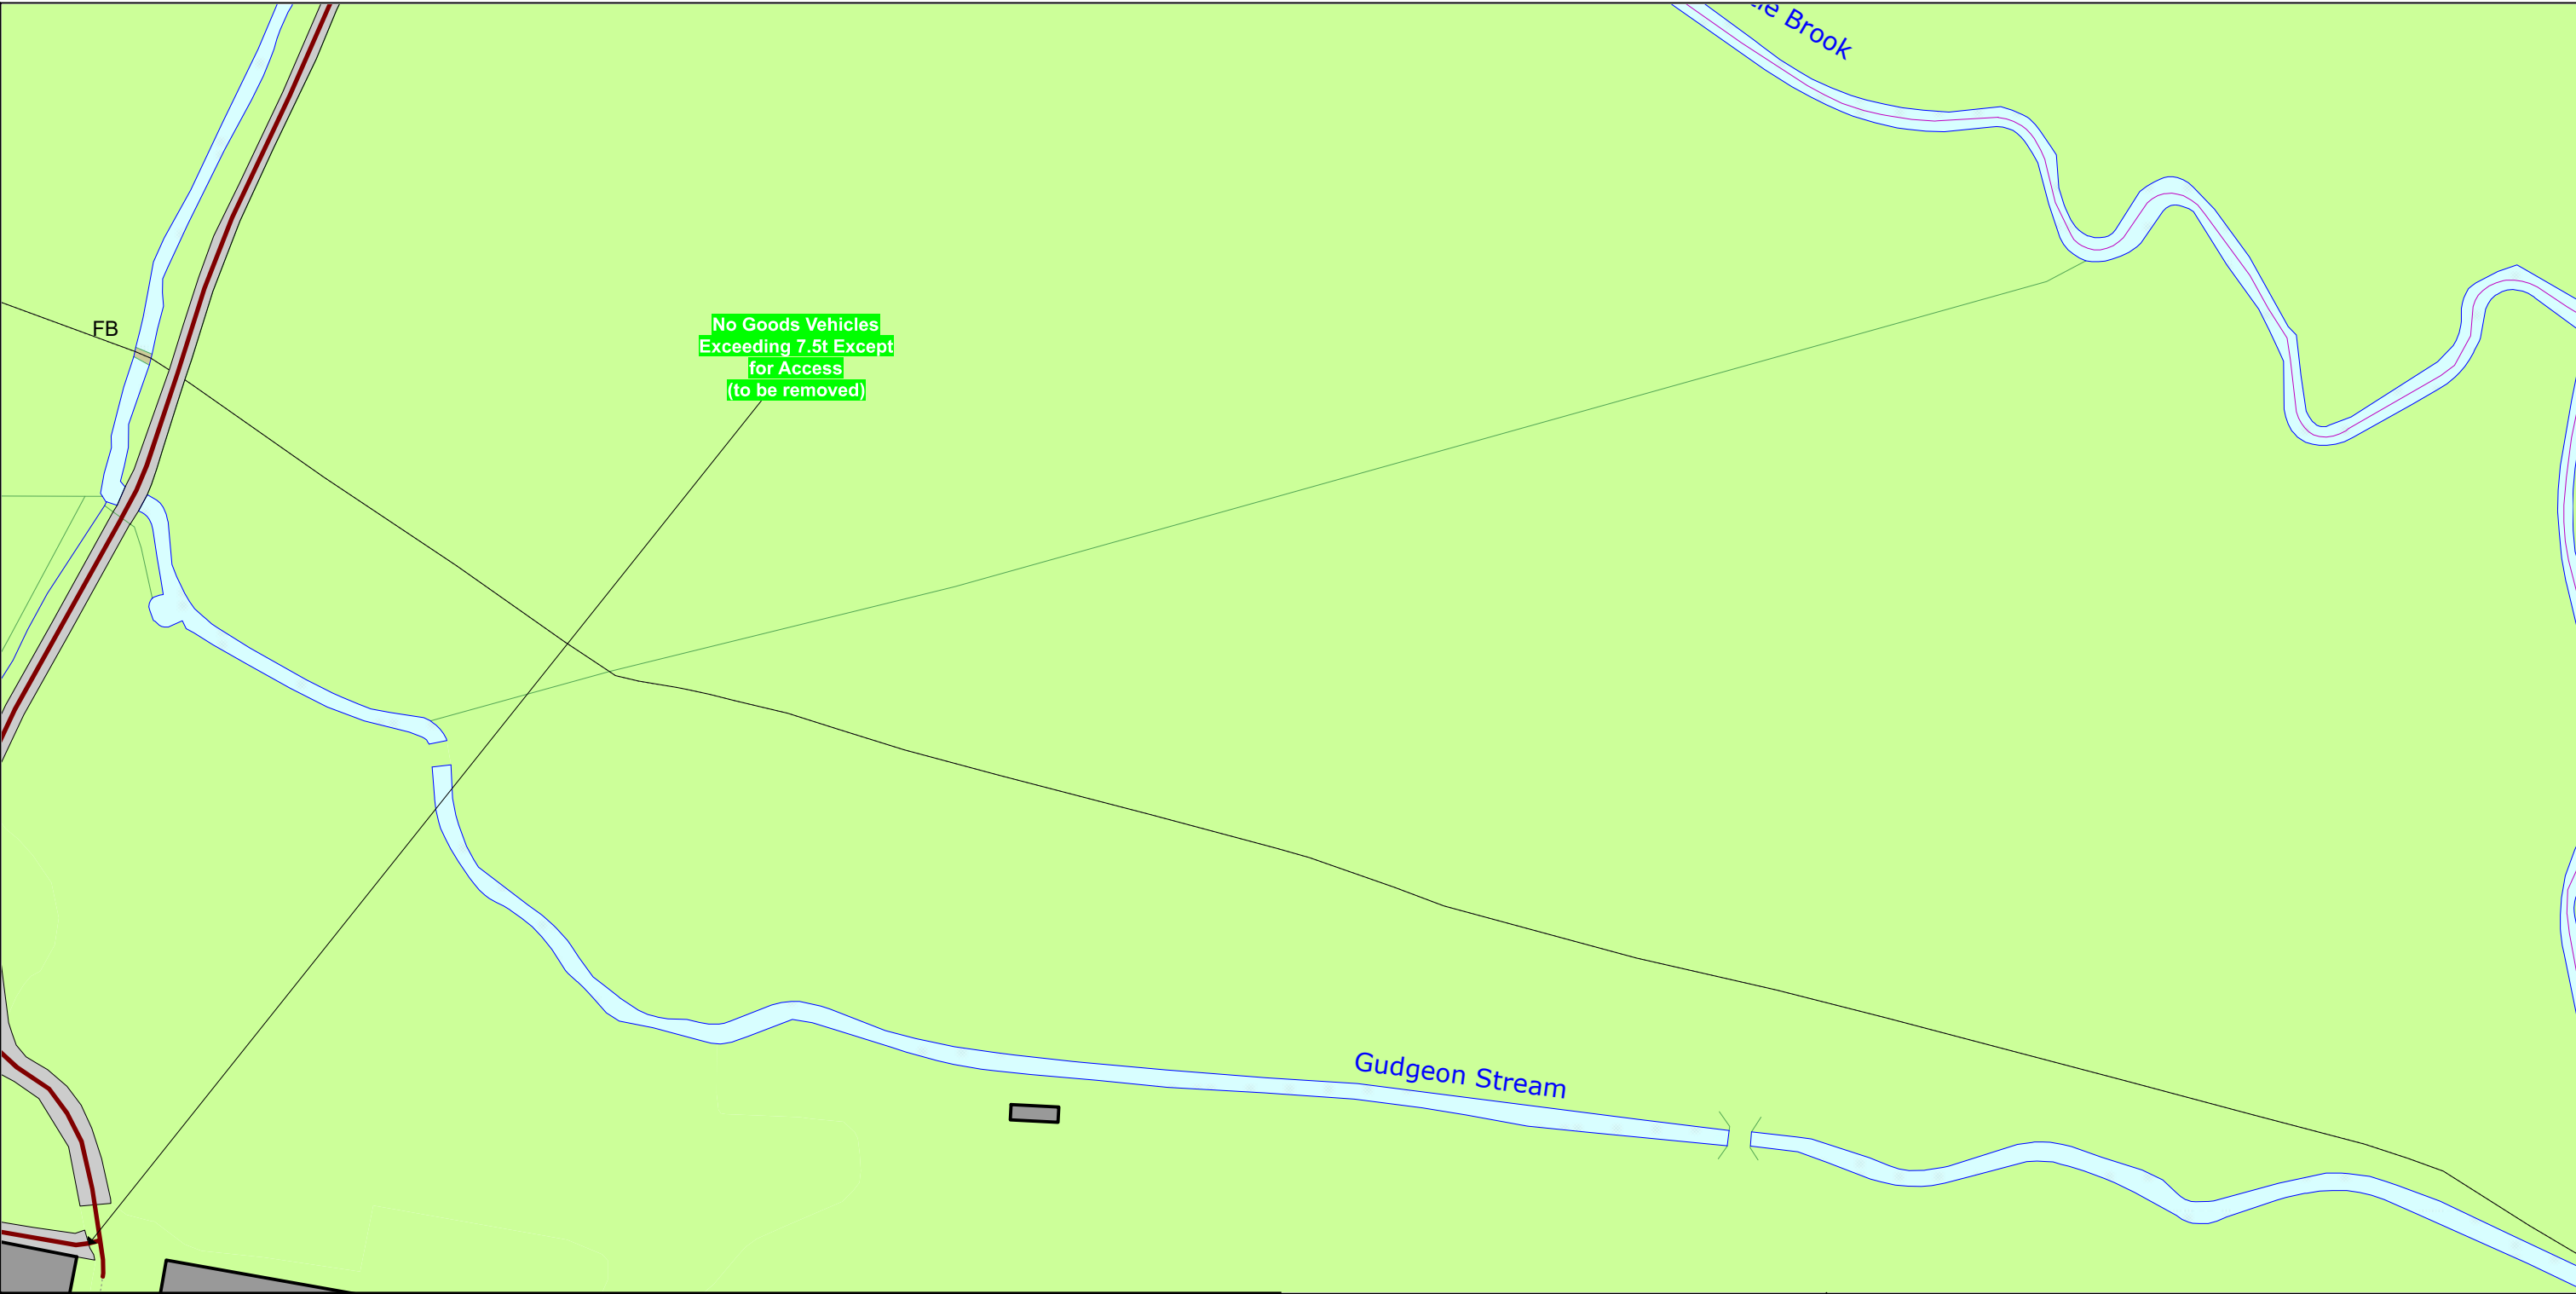 Brook
FB
No Goods Vehicles
Exceeding 7.5t Except
for Access
(to be removed)
Gudgeon Stream